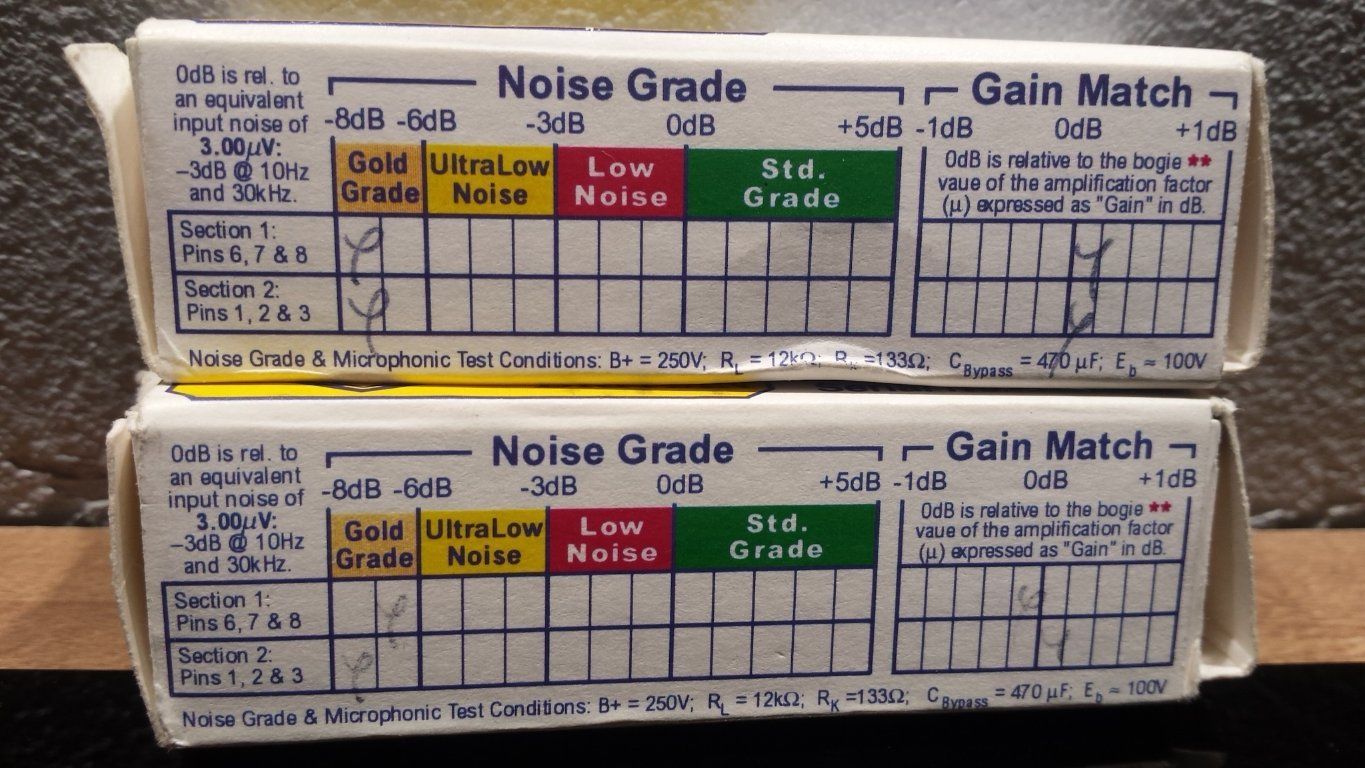 0dB is rel. to
an equivalent
input noise of
3.00µV:
–3dB @ 10Hz
and 30kHz.
Noise Grade
-8dB -6dB -3dB 0dB +5dB
Gold Grade
UltraLow Noise
Low Noise
Std. Grade
Gain Match
-1dB 0dB +1dB
0dB is relative to the bogie **
vaue of the amplification factor
(µ) expressed as "Gain" in dB.
Section 1:
Pins 6, 7 & 8
Section 2:
Pins 1, 2 & 3
Noise Grade & Microphonic Test Conditions: B+ = 250V; RL = 12kΩ; RK =133Ω; CBypass = 470 µF; Eb ≈ 100V
0dB is rel. to
an equivalent
input noise of
3.00µV:
–3dB @ 10Hz
and 30kHz.
Noise Grade
-8dB -6dB -3dB 0dB +5dB
Gold Grade
UltraLow Noise
Low Noise
Std. Grade
Gain Match
-1dB 0dB +1dB
0dB is relative to the bogie **
vaue of the amplification factor
(µ) expressed as "Gain" in dB.
Section 1:
Pins 6, 7 & 8
Section 2:
Pins 1, 2 & 3
Noise Grade & Microphonic Test Conditions: B+ = 250V; RL = 12kΩ; RK =133Ω; CBypass = 470 µF; Eb ≈ 100V